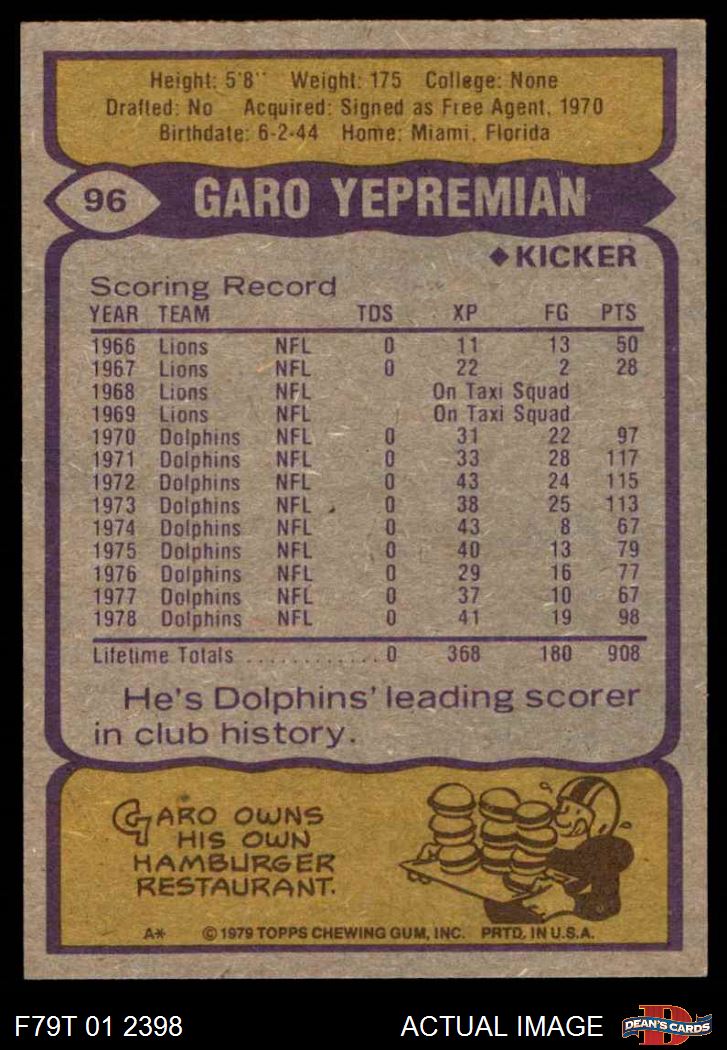 Height: 5'8" Weight: 175 College: None
Drafted: No Acquired: Signed as Free Agent, 1970
Birthdate: 6-2-44 Home: Miami, Florida
96 GARO YEPREMIAN
◆KICKER
Scoring Record
YEAR TEAM TDS XP FG PTS
1966 Lions NFL 0 11 13 50
1967 Lions NFL 0 22 2 28
1968 Lions NFL On Taxi Squad
1969 Lions NFL On Taxi Squad
1970 Dolphins NFL 0 31 22 97
1971 Dolphins NFL 0 33 28 117
1972 Dolphins NFL 0 43 24 115
1973 Dolphins NFL 0 38 25 113
1974 Dolphins NFL 0 43 8 67
1975 Dolphins NFL 0 40 13 79
1976 Dolphins NFL 0 29 16 77
1977 Dolphins NFL 0 37 10 67
1978 Dolphins NFL 0 41 19 98
Lifetime Totals ............ 0 368 180 908
He's Dolphins' leading scorer
in club history.
GARO OWNS
HIS OWN
HAMBURGER
RESTAURANT.
A* © 1979 TOPPS CHEWING GUM, INC. PRTD. IN U.S.A.
F79T 01 2398 ACTUAL IMAGE D DEAN'S CARDS